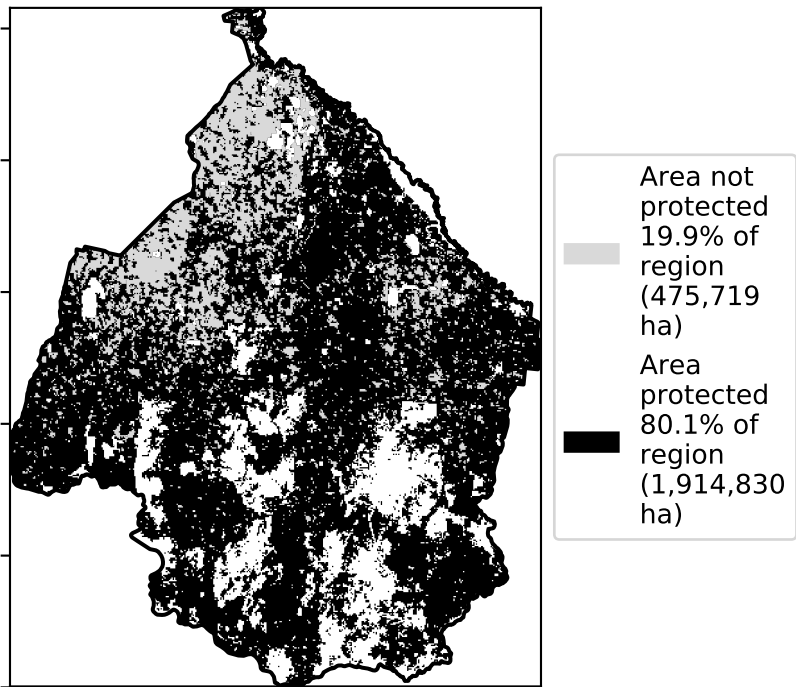 Area not
protected
19.9% of
region
(475,719
ha)
Area
protected
80.1% of
region
(1,914,830
ha)